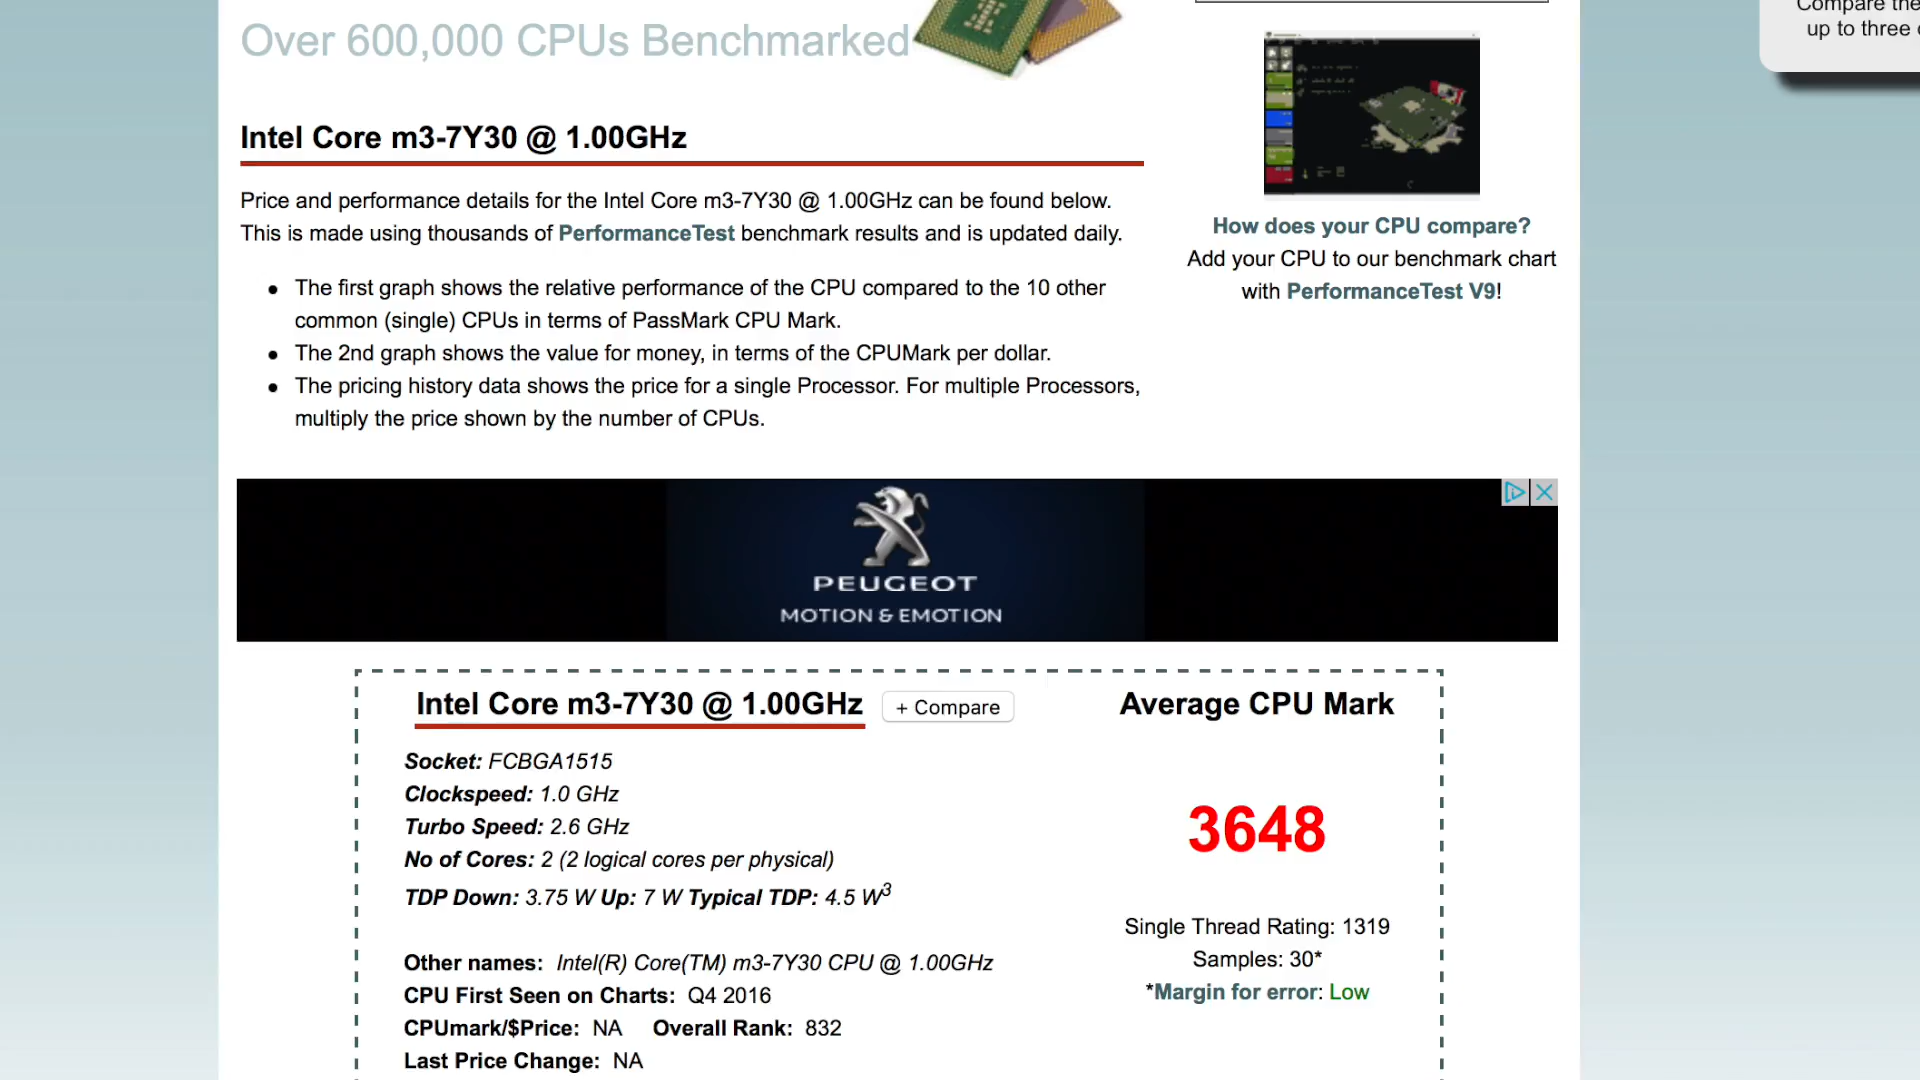 Over 600,000 CPUs Benchmarked
Compare the
up to three
Intel Core m3-7Y30 @ 1.00GHz
Price and performance details for the Intel Core m3-7Y30 @ 1.00GHz can be found below.
This is made using thousands of PerformanceTest benchmark results and is updated daily.
The first graph shows the relative performance of the CPU compared to the 10 other
common (single) CPUs in terms of PassMark CPU Mark.
The 2nd graph shows the value for money, in terms of the CPUMark per dollar.
The pricing history data shows the price for a single Processor. For multiple Processors,
multiply the price shown by the number of CPUs.
How does your CPU compare?
Add your CPU to our benchmark chart
with PerformanceTest V9!
PEUGEOT
MOTION & EMOTION
Intel Core m3-7Y30 @ 1.00GHz
+ Compare
Socket: FCBGA1515
Clockspeed: 1.0 GHz
Turbo Speed: 2.6 GHz
No of Cores: 2 (2 logical cores per physical)
TDP Down: 3.75 W Up: 7 W Typical TDP: 4.5 W3
Other names: Intel(R) Core(TM) m3-7Y30 CPU @ 1.00GHz
CPU First Seen on Charts: Q4 2016
CPUmark/$Price: NA Overall Rank: 832
Last Price Change: NA
Average CPU Mark
3648
Single Thread Rating: 1319
Samples: 30*
*Margin for error: Low